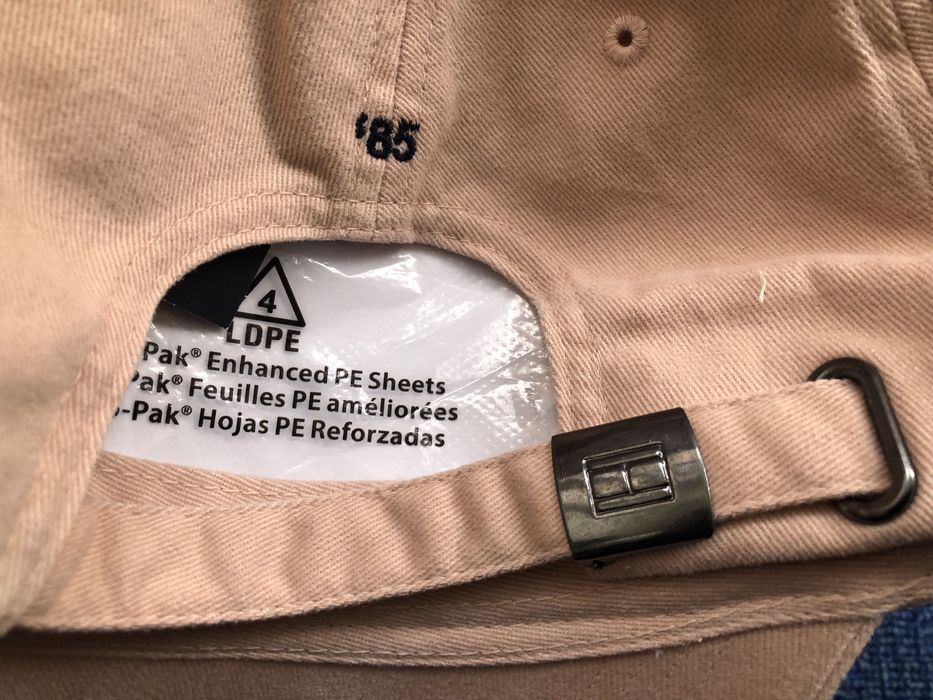 ‘85
4
LDPE
Pak® Enhanced PE Sheets
Pak® Feuilles PE améliorées
-Pak® Hojas PE Reforzadas